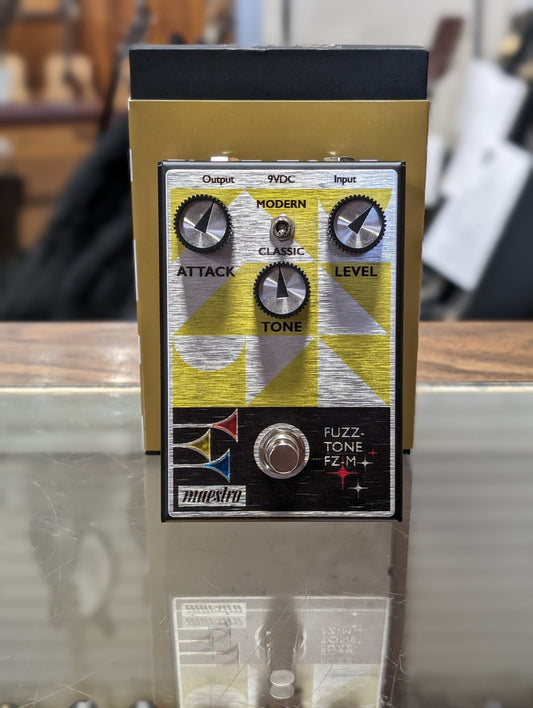 Output 9VDC Input
MODERN
CLASSIC
ATTACK LEVEL
TONE
FUZZ-
TONE
FZ-M
maestro